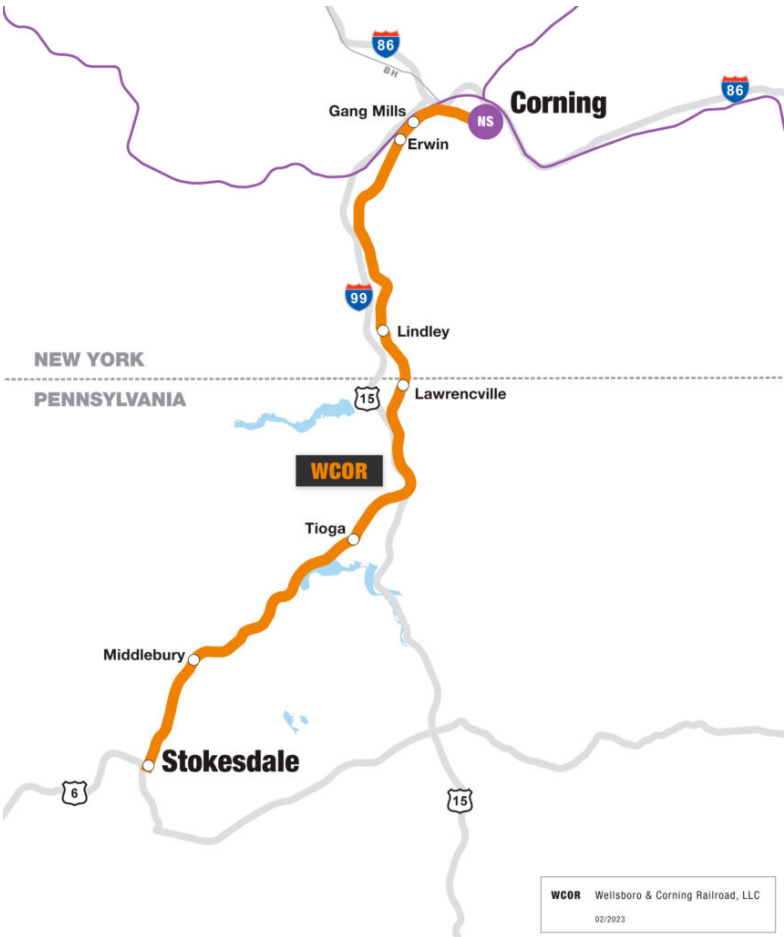 86
BH
86
Corning
Gang Mills
NS
Erwin
99
Lindley
NEW YORK
PENNSYLVANIA
15
Lawrencville
WCOR
Tioga
Middlebury
Stokesdale
6
15
WCOR Wellsboro & Corning Railroad, LLC
02/2023